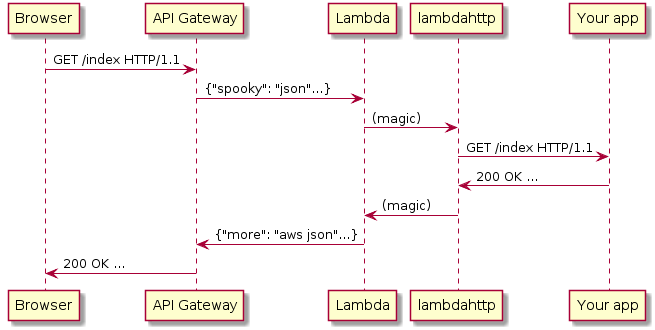 Browser API Gateway Lambda lambdahttp Your app
GET /index HTTP/1.1
{"spooky": "json"...}
(magic)
GET /index HTTP/1.1
200 OK ...
(magic)
{"more": "aws json"...}
200 OK ...
Browser API Gateway Lambda lambdahttp Your app